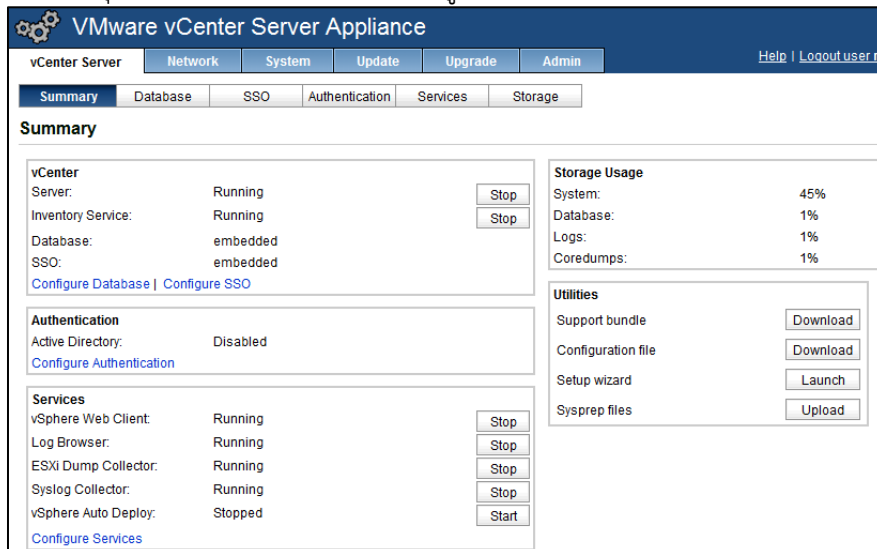 VMware vCenter Server Appliance
vCenter Server Network System Update Upgrade Admin Help | Logout user
Summary Database SSO Authentication Services Storage
Summary
vCenter
Server: Running Stop
Inventory Service: Running Stop
Database: embedded
SSO: embedded
Configure Database | Configure SSO
Authentication
Active Directory: Disabled
Configure Authentication
Services
vSphere Web Client: Running Stop
Log Browser: Running Stop
ESXi Dump Collector: Running Stop
Syslog Collector: Running Stop
vSphere Auto Deploy: Stopped Start
Configure Services
Storage Usage
System: 45%
Database: 1%
Logs: 1%
Coredumps: 1%
Utilities
Support bundle Download
Configuration file Download
Setup wizard Launch
Sysprep files Upload